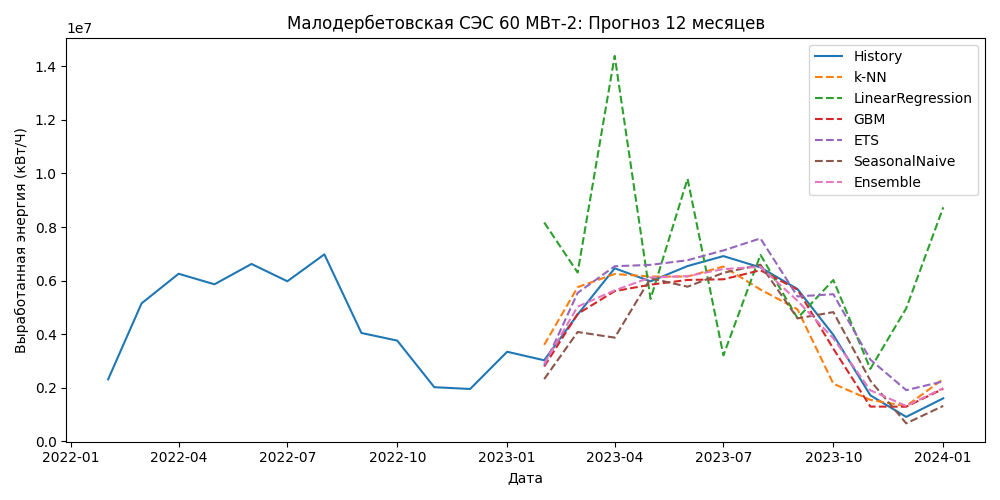 Малодербетовская СЭС 60 МВт-2: Прогноз 12 месяцев
1e7
1.4
1.2
1.0
0.8
0.6
0.4
0.2
0.0
Выработанная энергия (кВт/Ч)
History
k-NN
LinearRegression
GBM
ETS
SeasonalNaive
Ensemble
2022-01 2022-04 2022-07 2022-10 2023-01 2023-04 2023-07 2023-10 2024-01
Дата